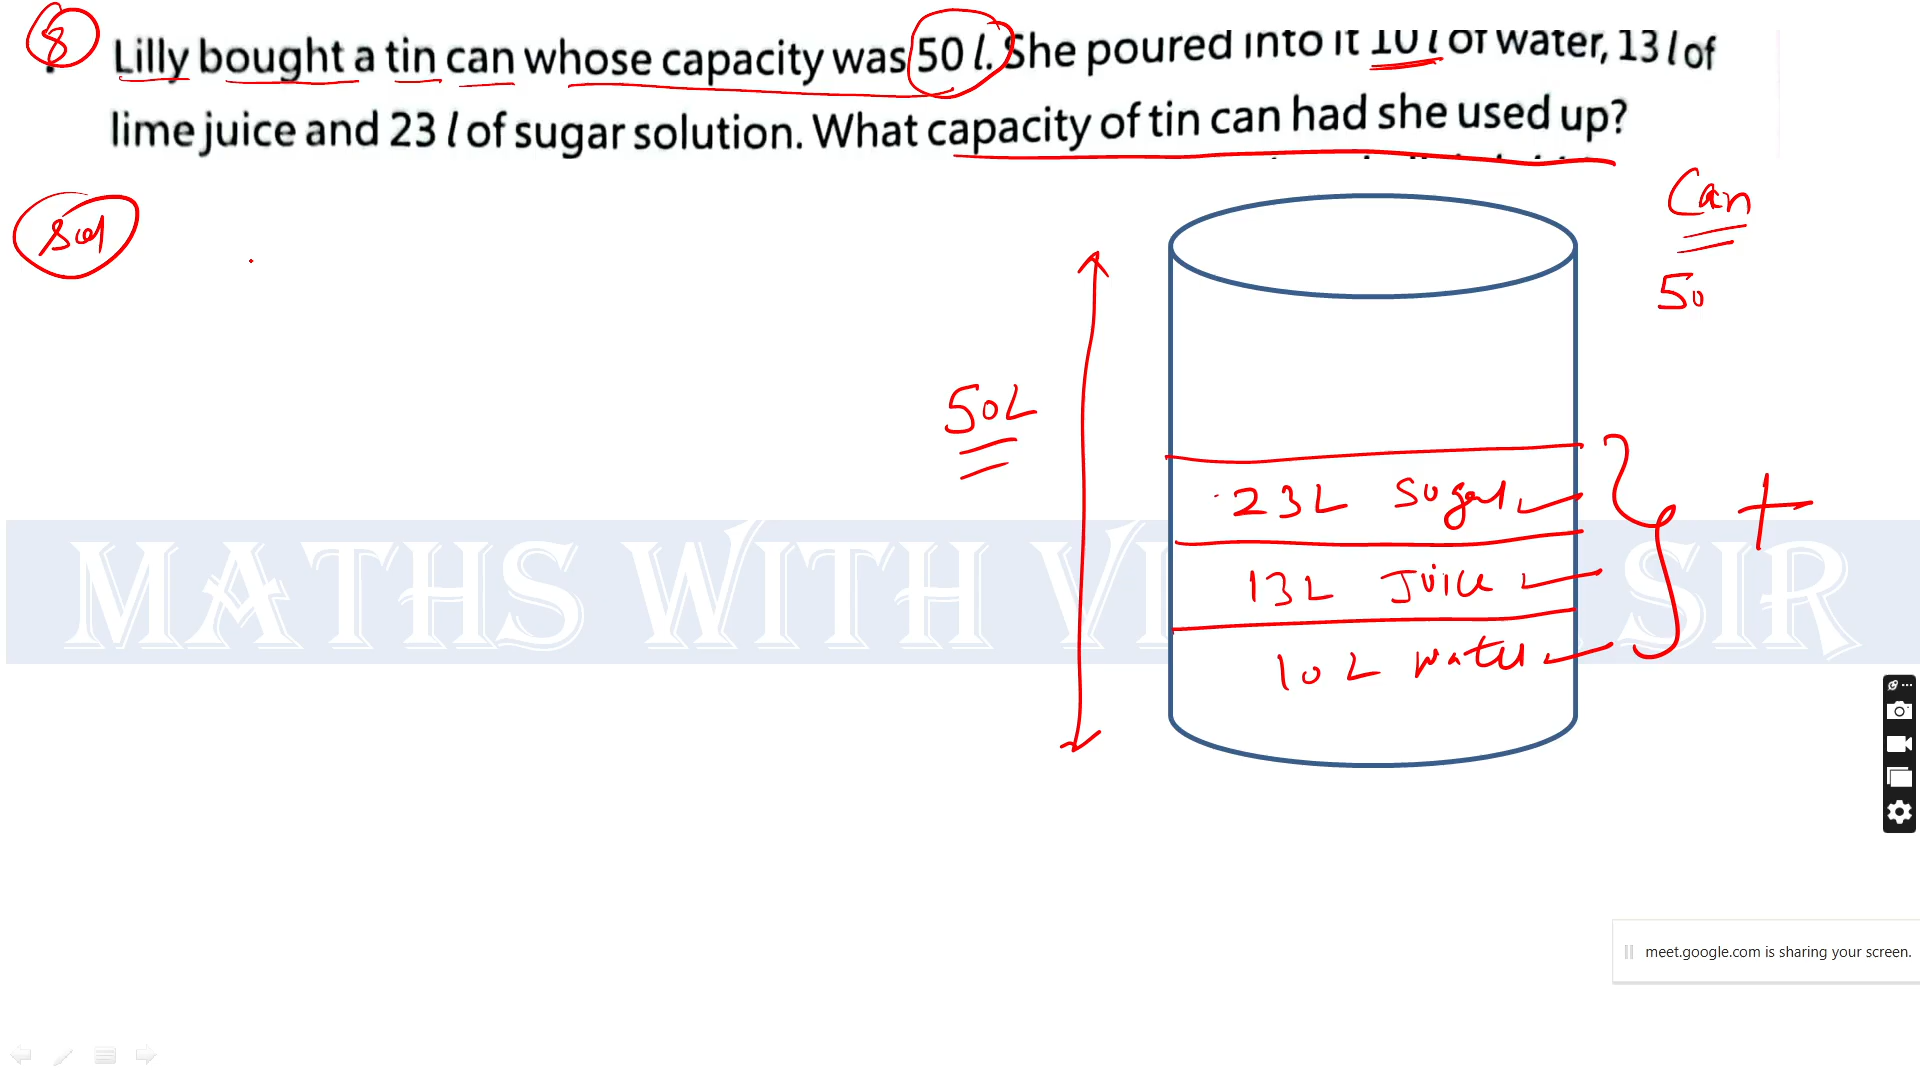 8 Lilly bought a tin can whose capacity was 50 l. She poured into it 10 l of water, 13 l of
lime juice and 23 l of sugar solution. What capacity of tin can had she used up?
Sol
Can
50
50L
23L Sugar
13L Juice
10L water
+
MATHS WITH VI SIR
meet.google.com is sharing your screen.